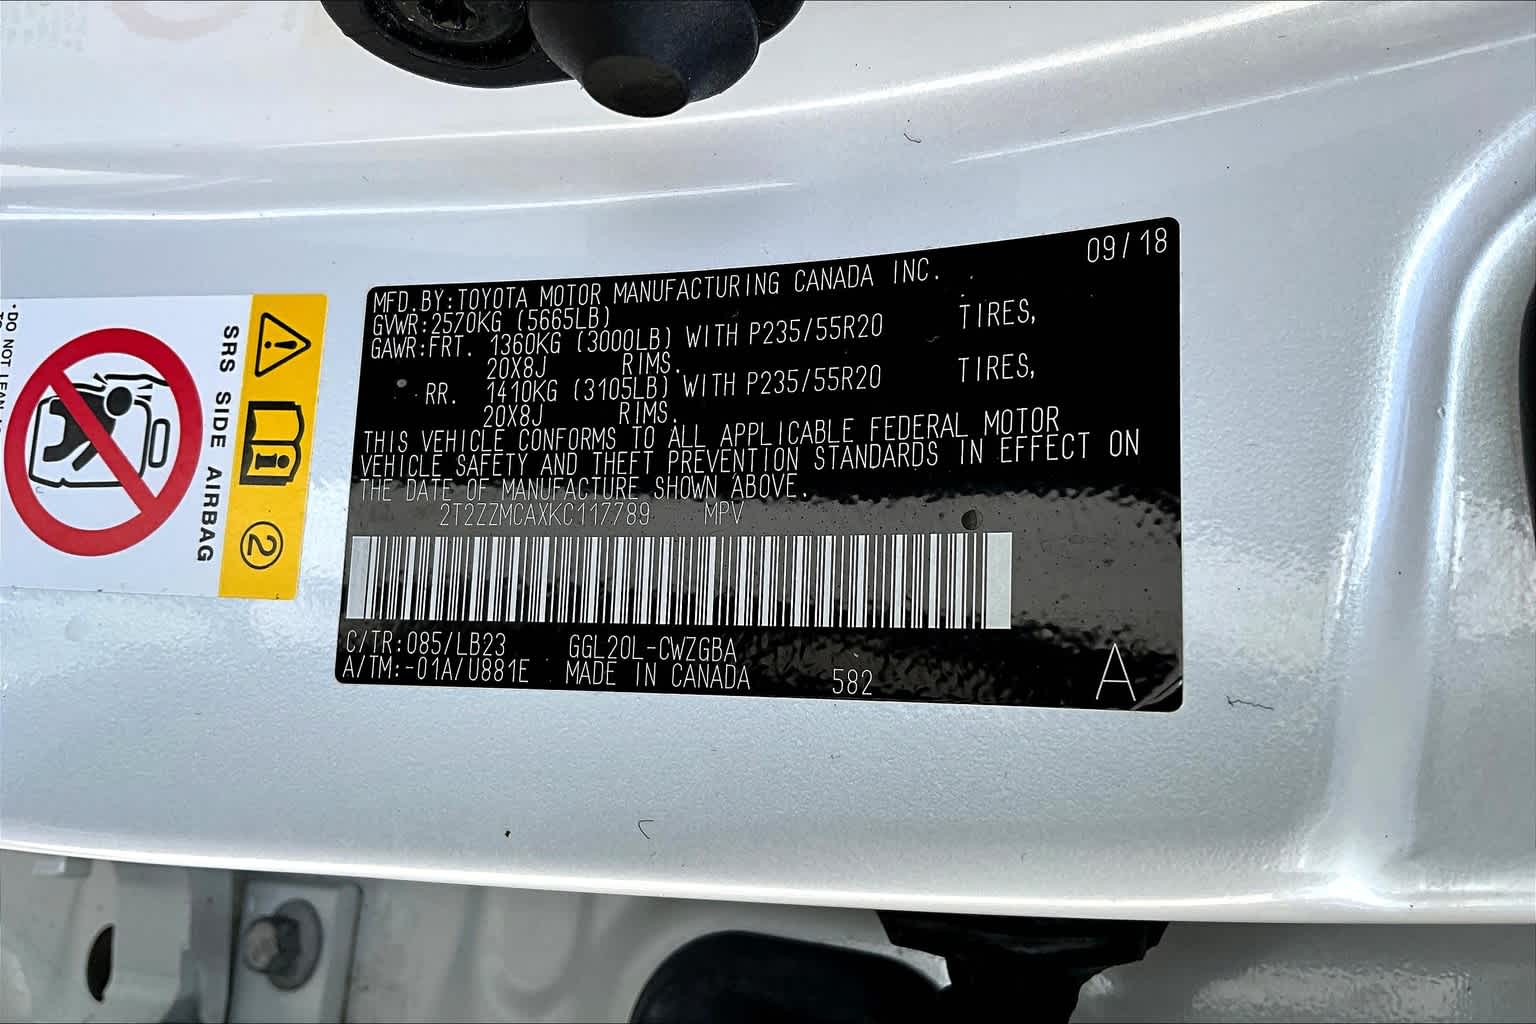 09/18
MFD.BY:TOYOTA MOTOR MANUFACTURING CANADA INC.
GVWR:2570KG (5665LB)
GAWR:FRT. 1360KG (3000LB) WITH P235/55R20 TIRES,
20X8J RIMS.
RR. 1410KG (3105LB) WITH P235/55R20 TIRES,
20X8J RIMS.
THIS VEHICLE CONFORMS TO ALL APPLICABLE FEDERAL MOTOR
VEHICLE SAFETY AND THEFT PREVENTION STANDARDS IN EFFECT ON
THE DATE OF MANUFACTURE SHOWN ABOVE.
2T2ZZMCAXKC117789 MPV
C/TR:085/LB23 GGL20L-CWZGBA
A/TM:-01A/U881E MADE IN CANADA 582 A
2
SRS SIDE AIRBAG
•DO NOT LEAN